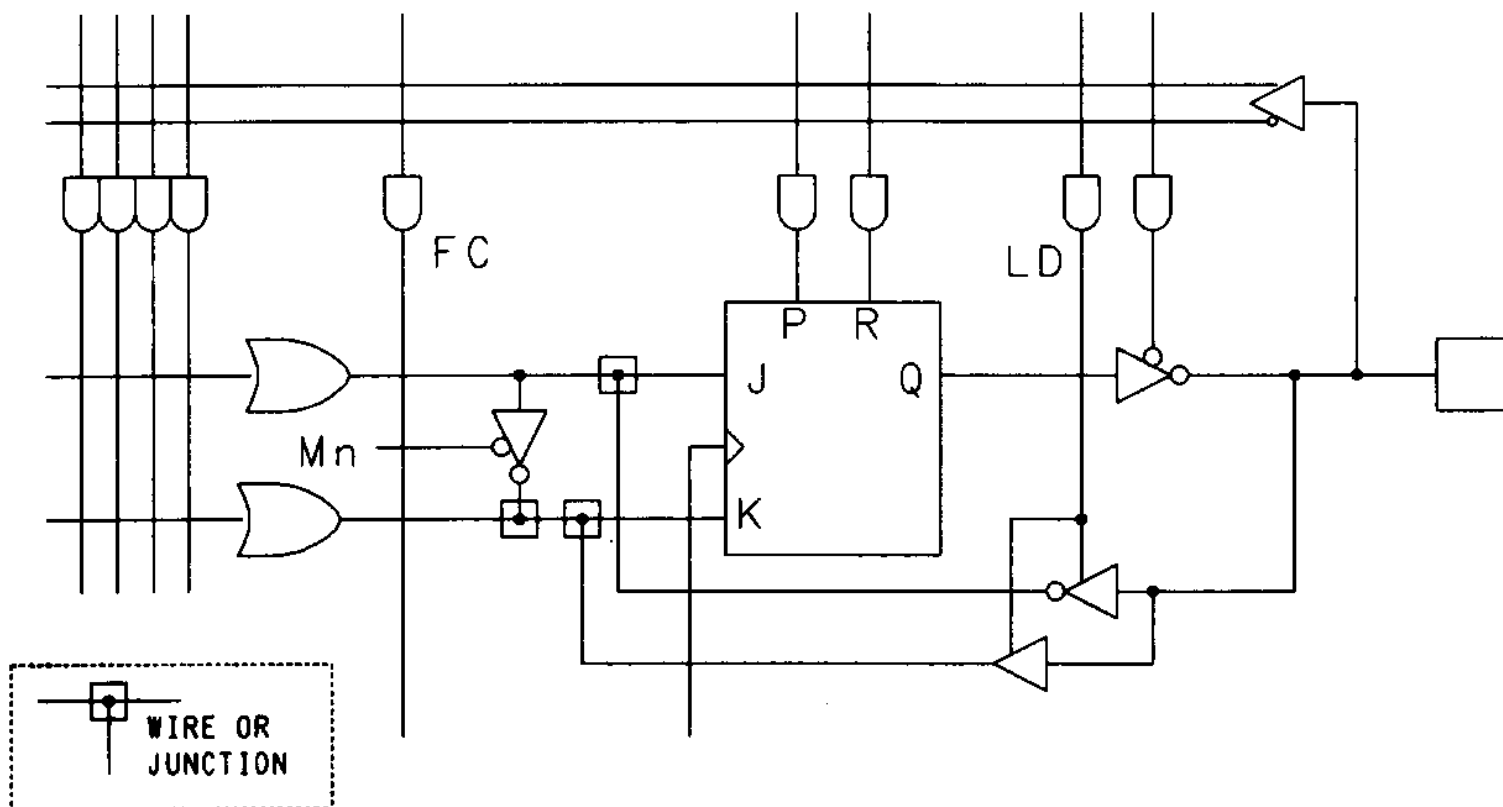 FC
LD
P R
J Q
Mn
K
WIRE OR
JUNCTION